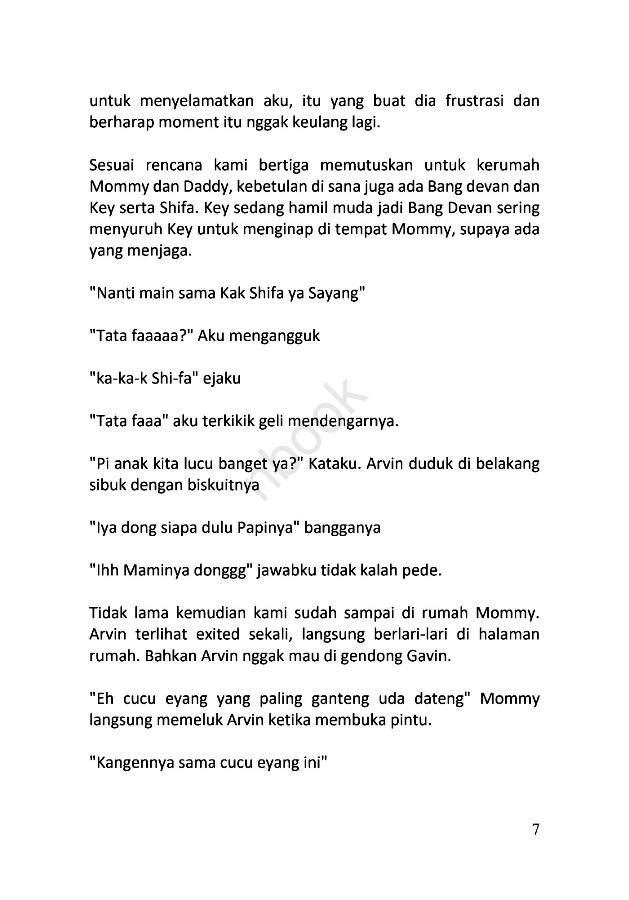 untuk menyelamatkan aku, itu yang buat dia frustrasi dan
berharap moment itu nggak keulang lagi.
Sesuai rencana kami bertiga memutuskan untuk kerumah
Mommy dan Daddy, kebetulan di sana juga ada Bang devan dan
Key serta Shifa. Key sedang hamil muda jadi Bang Devan sering
menyuruh Key untuk menginap di tempat Mommy, supaya ada
yang menjaga.
"Nanti main sama Kak Shifa ya Sayang"
"Tata faaaaa?" Aku mengangguk
"ka-ka-k Shi-fa" ejaku
"Tata faaa" aku terkikik geli mendengarnya.
"Pi anak kita lucu banget ya?" Kataku. Arvin duduk di belakang
sibuk dengan biskuitnya
"Iya dong siapa dulu Papinya" bangganya
"Ihh Maminya donggg" jawabku tidak kalah pede.
Tidak lama kemudian kami sudah sampai di rumah Mommy.
Arvin terlihat exited sekali, langsung berlari-lari di halaman
rumah. Bahkan Arvin nggak mau di gendong Gavin.
"Eh cucu eyang yang paling ganteng uda dateng" Mommy
langsung memeluk Arvin ketika membuka pintu.
"Kangennya sama cucu eyang ini"
nbook
7